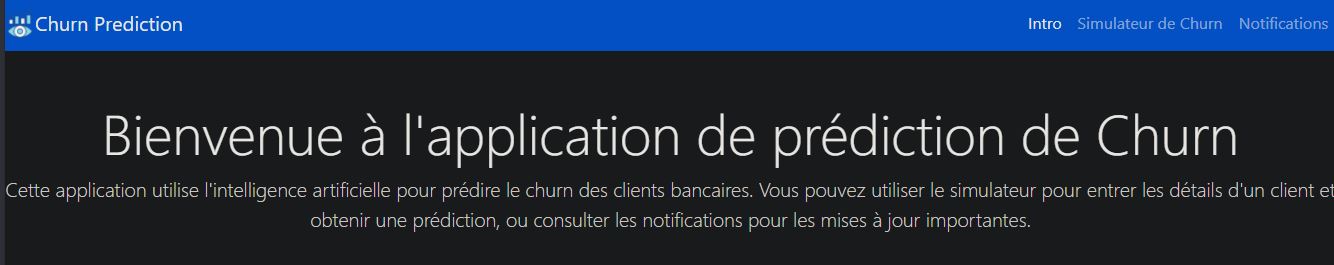 Churn Prediction Intro Simulateur de Churn Notifications
Bienvenue à l'application de prédiction de Churn
Cette application utilise l'intelligence artificielle pour prédire le churn des clients bancaires. Vous pouvez utiliser le simulateur pour entrer les détails d'un client et
obtenir une prédiction, ou consulter les notifications pour les mises à jour importantes.